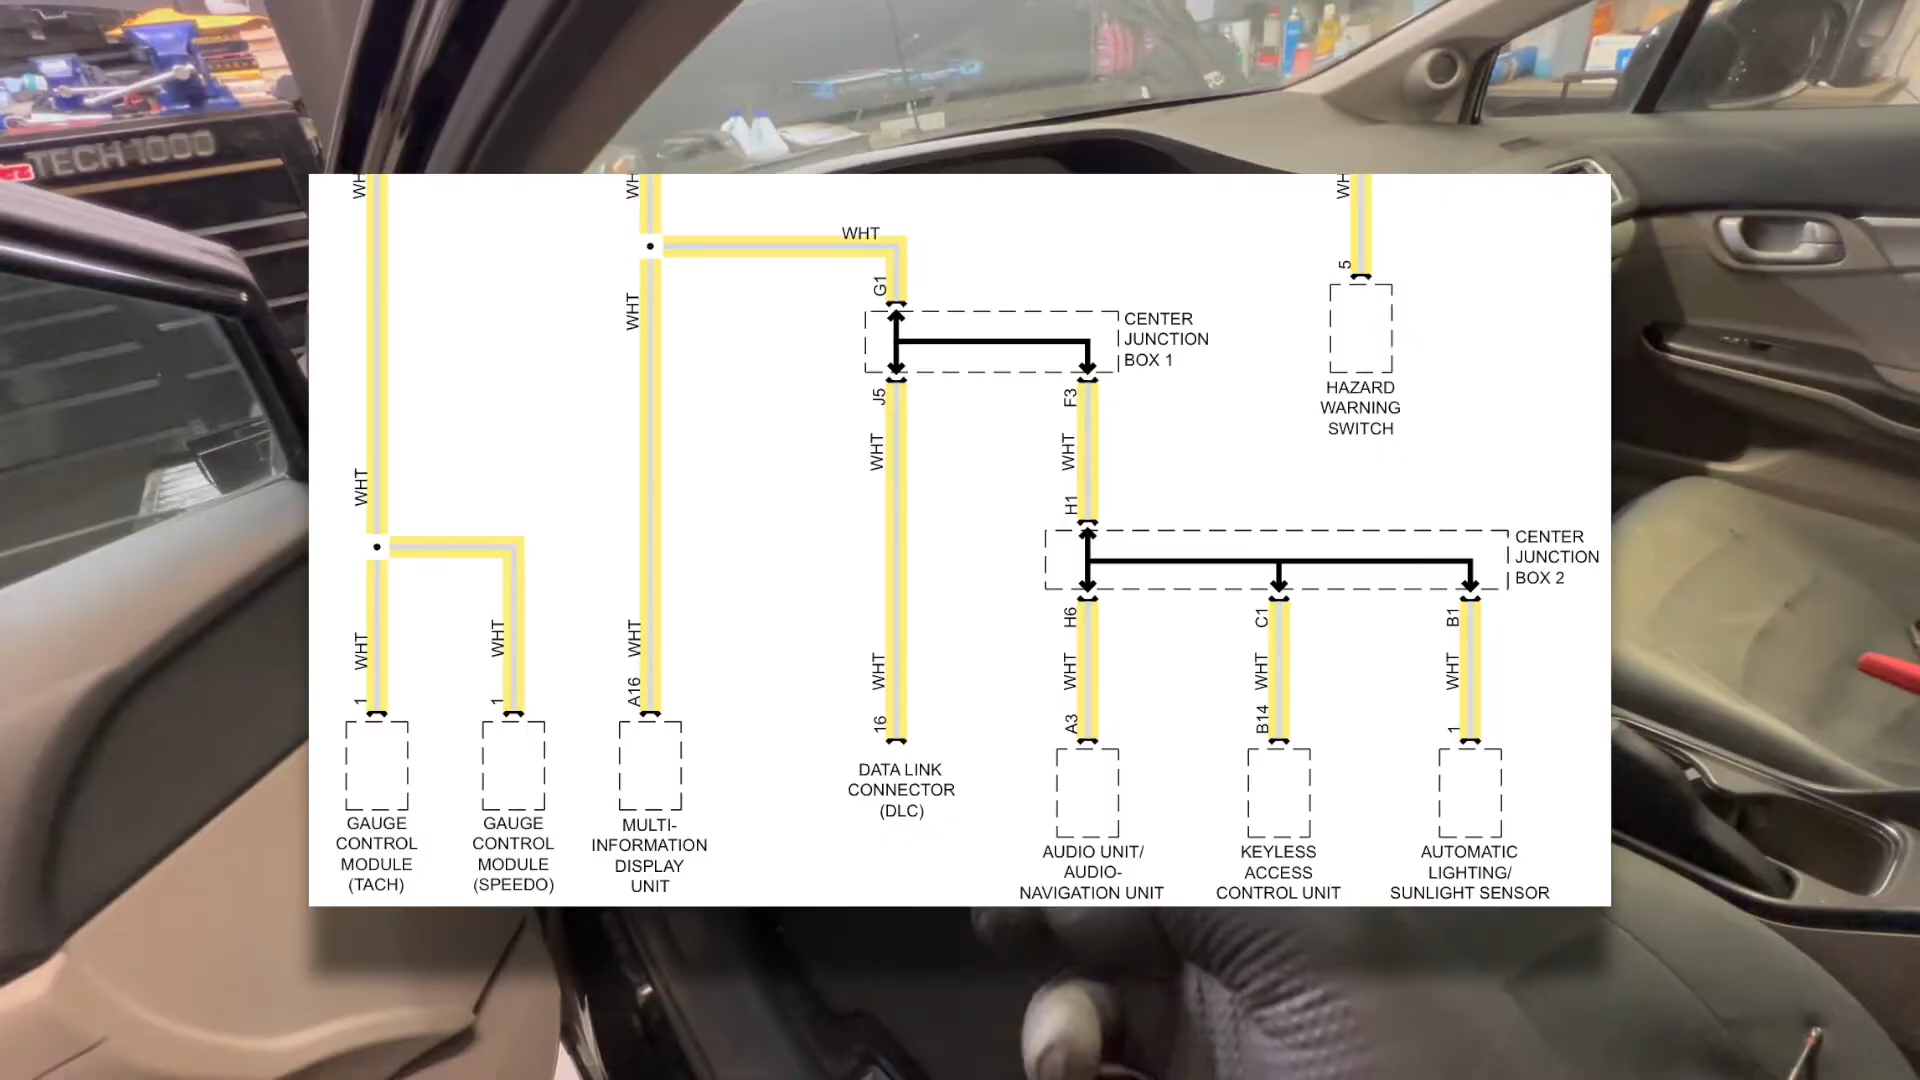 TECH 1000
WH
WH
WH
WHT
G1
5
WHT
CENTER
JUNCTION
BOX 1
HAZARD
WARNING
SWITCH
J5
F3
WHT
WHT
H1
WHT
CENTER
JUNCTION
BOX 2
H6
C1
B1
WHT
WHT
WHT
WHT
WHT
WHT
WHT
1
1
A16
16
A3
B14
1
GAUGE
CONTROL
MODULE
(TACH)
GAUGE
CONTROL
MODULE
(SPEEDO)
MULTI-
INFORMATION
DISPLAY
UNIT
DATA LINK
CONNECTOR
(DLC)
AUDIO UNIT/
AUDIO-
NAVIGATION UNIT
KEYLESS
ACCESS
CONTROL UNIT
AUTOMATIC
LIGHTING/
SUNLIGHT SENSOR